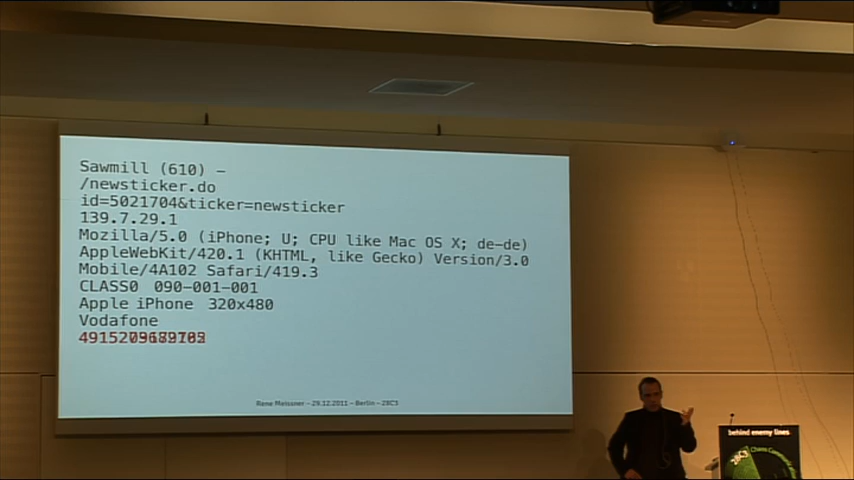 Sawmill (610) –
/newsticker.do
id=5021704&ticker=newsticker
139.7.29.1
Mozilla/5.0 (iPhone; U; CPU like Mac OS X; de-de)
AppleWebKit/420.1 (KHTML, like Gecko) Version/3.0
Mobile/4A102 Safari/419.3
CLASS0 090-001-001
Apple iPhone 320x480
Vodafone
Rene Meissner – 29.12.2011 – Berlin – 28C3
behind enemy lines.
28C3